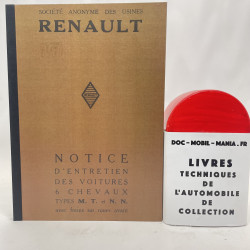 SOCIÉTÉ ANONYME DES USINES
RENAULT
NOTICE
D'ENTRETIEN
DES VOITURES
6 CHEVAUX
TYPES M. T. et N. N.
DOC - MOBIL - MANIA . FR
LIVRES
TECHNIQUES
DE
L'AUTOMOBILE
DE
COLLECTION